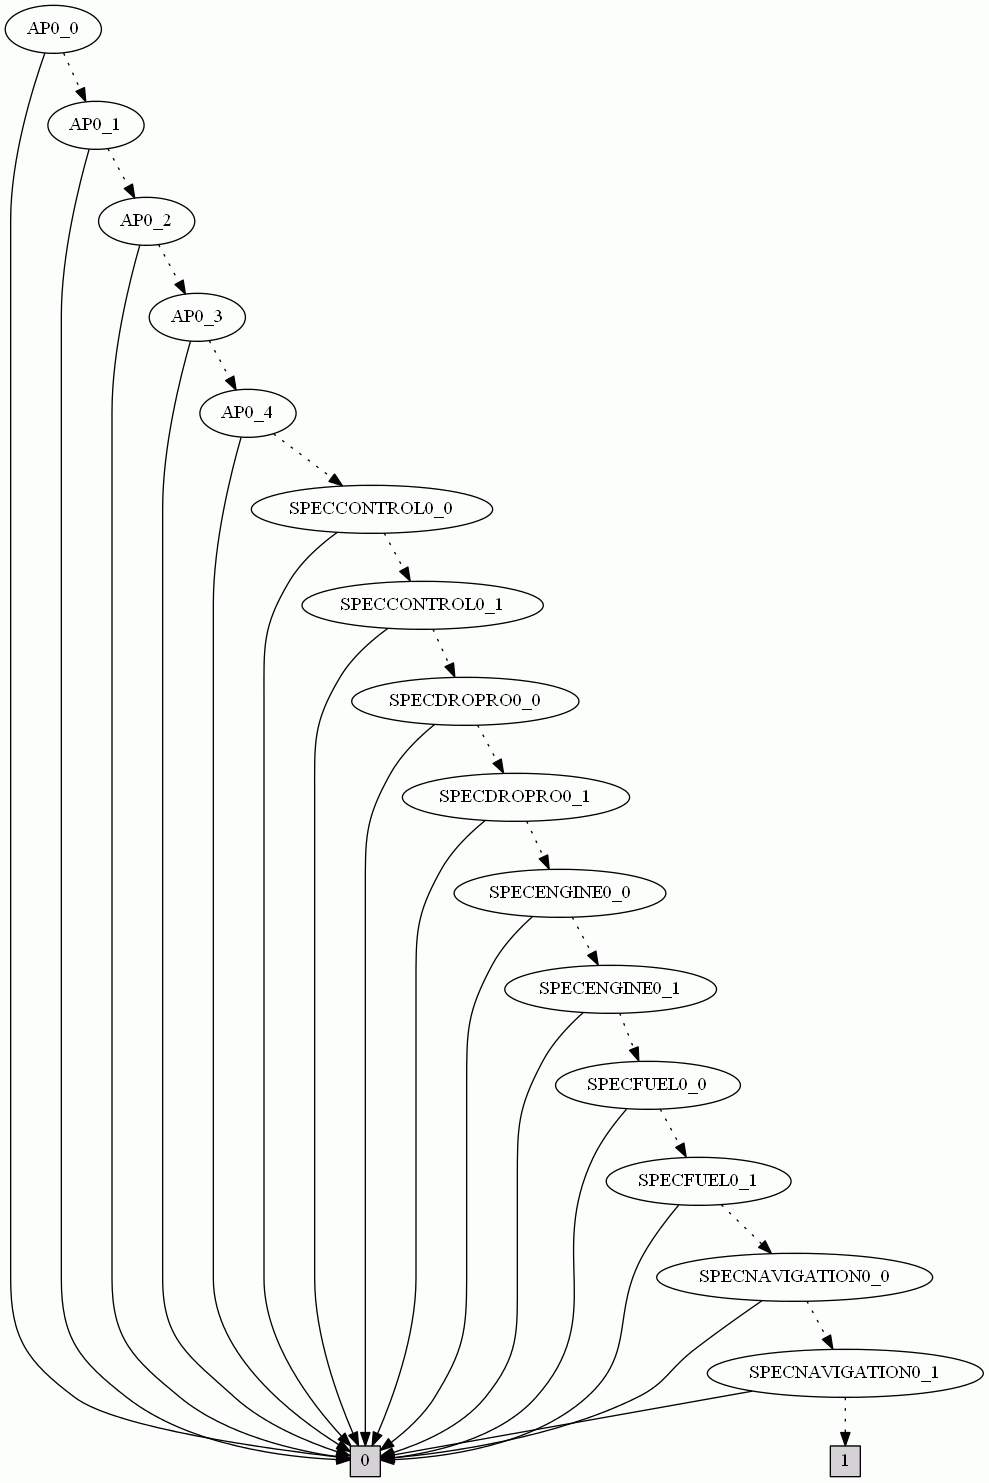 AP0_0
AP0_1
AP0_2
AP0_3
AP0_4
SPECCONTROL0_0
SPECCONTROL0_1
SPECDROPRO0_0
SPECDROPRO0_1
SPECENGINE0_0
SPECENGINE0_1
SPECFUEL0_0
SPECFUEL0_1
SPECNAVIGATION0_0
SPECNAVIGATION0_1
0 1